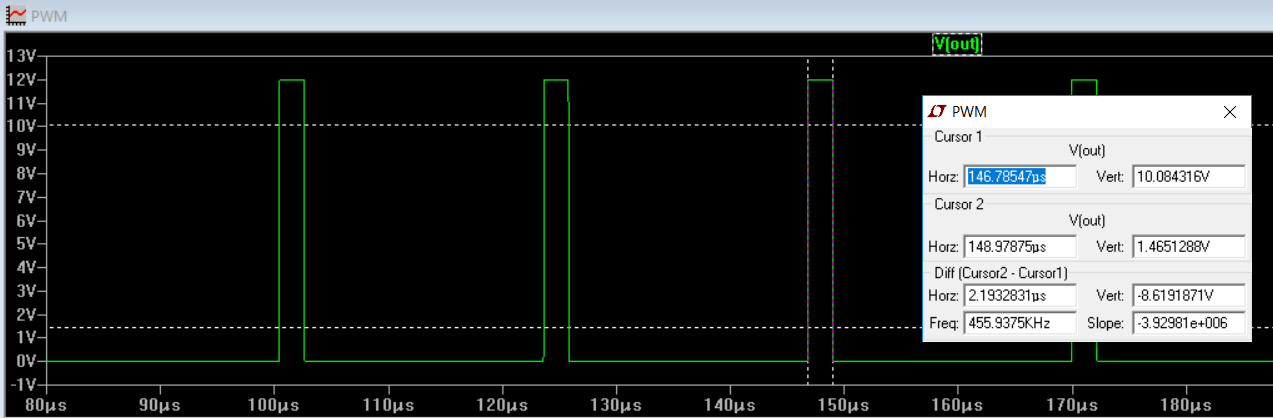 PWM
V(out)
13V
12V
11V
10V
9V
8V
7V
6V
5V
4V
3V
2V
1V
0V
-1V
80µs 90µs 100µs 110µs 120µs 130µs 140µs 150µs 160µs 170µs 180µs
PWM
Cursor 1
V(out)
Horz: 146.78547µs Vert: 10.084316V
Cursor 2
V(out)
Horz: 148.97875µs Vert: 1.4651288V
Diff (Cursor2 - Cursor1)
Horz: 2.1932831µs Vert: -8.6191871V
Freq: 455.9375KHz Slope: -3.92981e+006